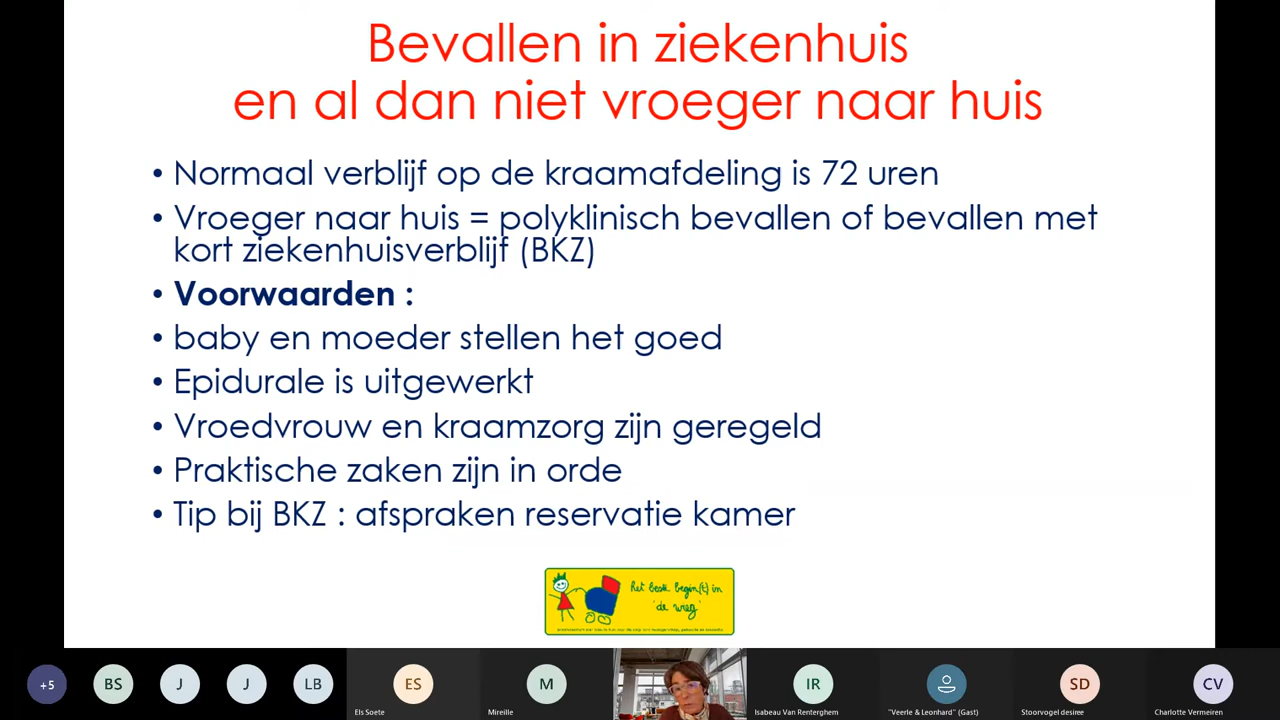 Bevallen in ziekenhuis
en al dan niet vroeger naar huis
• Normaal verblijf op de kraamafdeling is 72 uren
• Vroeger naar huis = polyklinisch bevallen of bevallen met
kort ziekenhuisverblijf (BKZ)
• Voorwaarden :
• baby en moeder stellen het goed
• Epidurale is uitgewerkt
• Vroedvrouw en kraamzorg zijn geregeld
• Praktische zaken zijn in orde
• Tip bij BKZ : afspraken reservatie kamer
het beste begin(t) in
'de wieg'
+5
BS
J
J
LB
ES
M
IR
SD
CV
Els Soete
Mireille
Isabeau Van Renterghem
"Veerle & Leonhard" (Gast)
Stoorvogel desiree
Charlotte Vermeiren